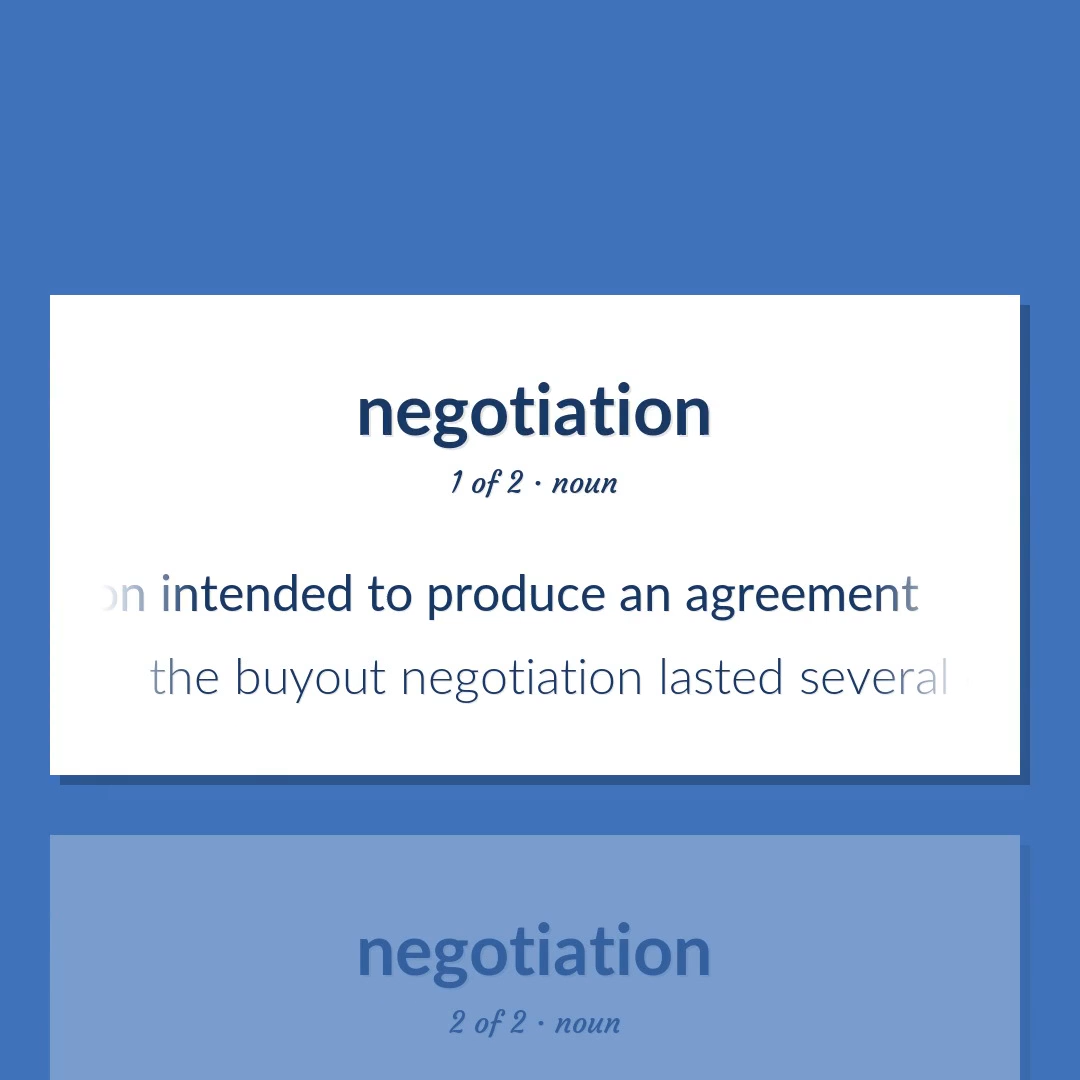 negotiation
1 of 2 · noun
on intended to produce an agreement
the buyout negotiation lasted several
negotiation
2 of 2 · noun